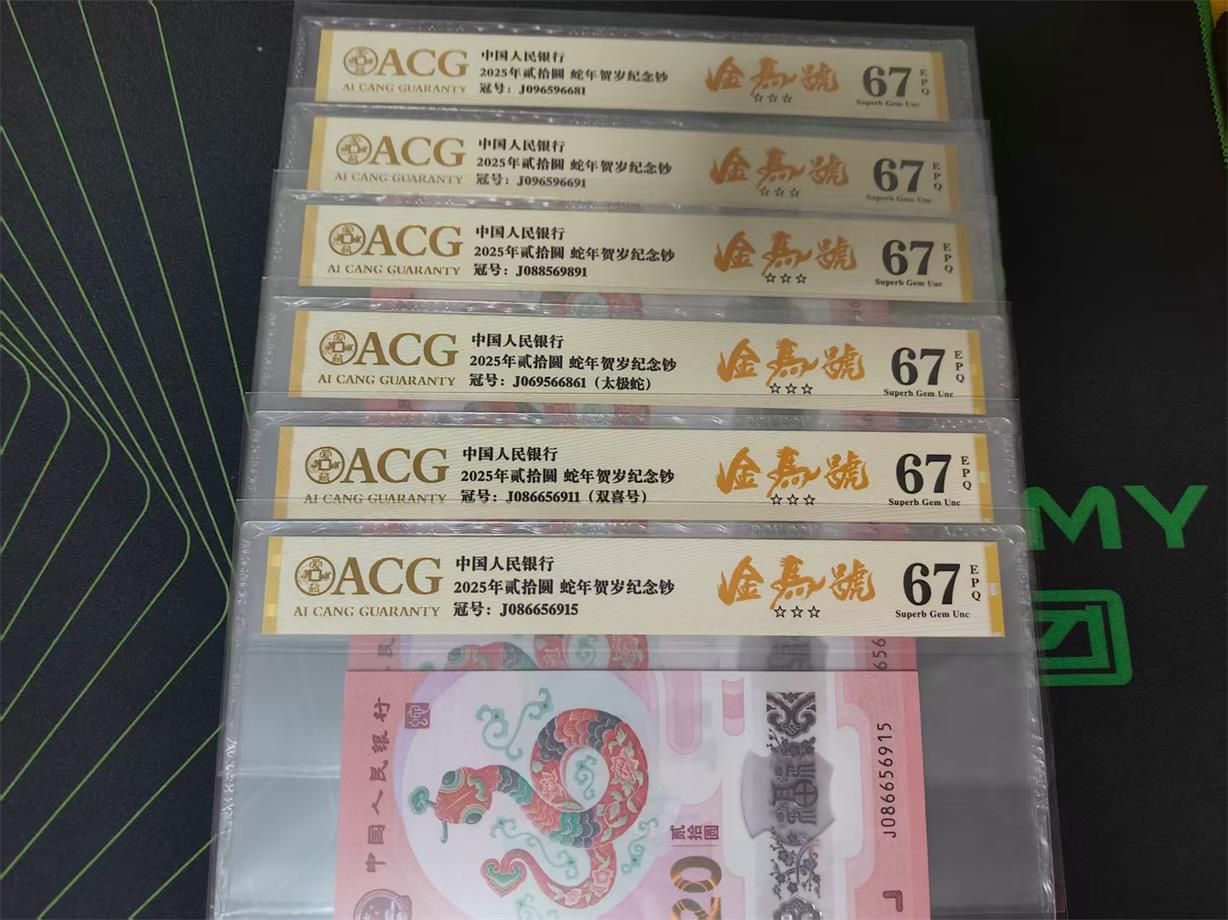 ACG
AI CANG GUARANTY
中国人民银行
2025年贰拾圆 蛇年贺岁纪念钞
冠号：J096596681
金馬號
☆☆☆
67
EPQ
Superb Gem Unc
ACG
AI CANG GUARANTY
中国人民银行
2025年贰拾圆 蛇年贺岁纪念钞
冠号：J096596691
金馬號
☆☆☆
67
EPQ
Superb Gem Unc
ACG
AI CANG GUARANTY
中国人民银行
2025年贰拾圆 蛇年贺岁纪念钞
冠号：J088569891
金馬號
☆☆☆
67
EPQ
Superb Gem Unc
ACG
AI CANG GUARANTY
中国人民银行
2025年贰拾圆 蛇年贺岁纪念钞
冠号：J069566861（太极蛇）
金馬號
☆☆☆
67
EPQ
Superb Gem Unc
ACG
AI CANG GUARANTY
中国人民银行
2025年贰拾圆 蛇年贺岁纪念钞
冠号：J086656911（双喜号）
金馬號
☆☆☆
67
EPQ
Superb Gem Unc
ACG
AI CANG GUARANTY
中国人民银行
2025年贰拾圆 蛇年贺岁纪念钞
冠号：J086656915
金馬號
☆☆☆
67
EPQ
Superb Gem Unc
MY
中国人民银行
贰拾圆
20
J086656915